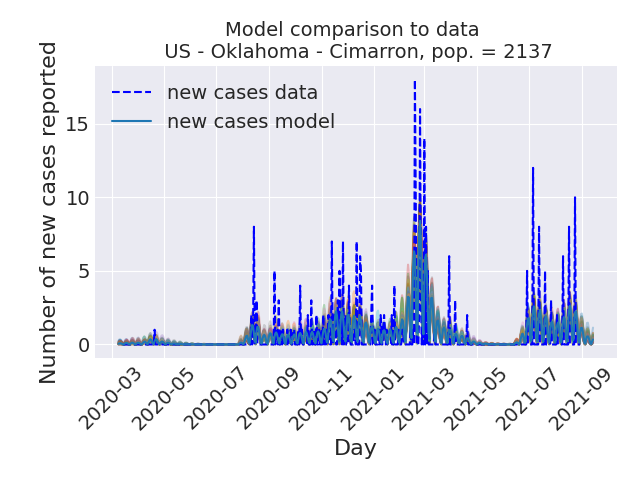 Model comparison to data
US - Oklahoma - Cimarron, pop. = 2137
new cases data
new cases model
Number of new cases reported
15
10
5
0
2020-03
2020-05
2020-07
2020-09
2020-11
2021-01
2021-03
2021-05
2021-07
2021-09
Day